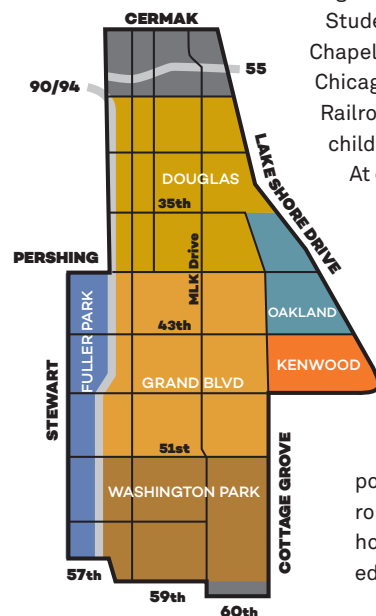 CERMAK
Stude
Chapel
55
90/94
Chicag
Railro
child
LAKE SHORE DRIVE
At
DOUGLAS
35th
PERSHING
MLK Drive
OAKLAND
43th
FULLER PARK
KENWOOD
GRAND BLVD
STEWART
51st
COTTAGE GROVE
WASHINGTON PARK
po
ro
ho
ed
57th
59th
60th